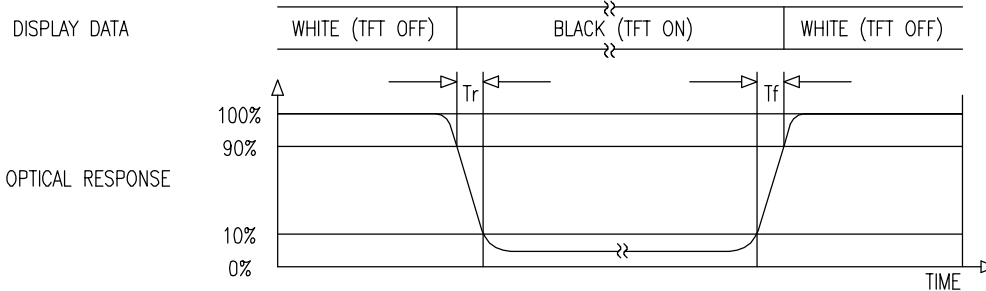 DISPLAY DATA
WHITE (TFT OFF)
BLACK (TFT ON)
WHITE (TFT OFF)
Tr
Tf
100%
90%
OPTICAL RESPONSE
10%
0%
TIME